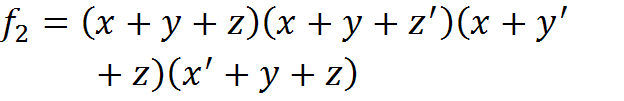 f₂ = (x + y + z)(x + y + z′)(x + y′
+ z)(x′ + y + z)